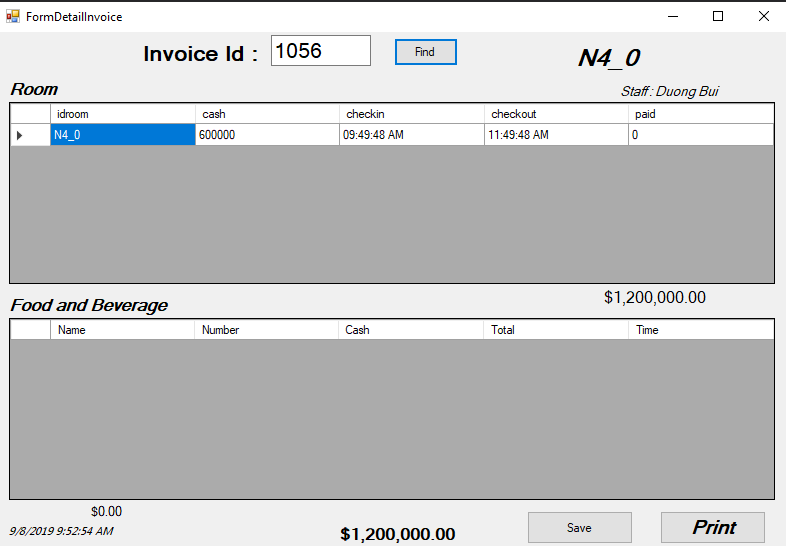 FormDetailInvoice
Invoice Id : 1056 Find N4_0
Room Staff: Duong Bui
idroom cash checkin checkout paid
N4_0 600000 09:49:48 AM 11:49:48 AM 0
$1,200,000.00
Food and Beverage
Name Number Cash Total Time
$0.00
9/8/2019 9:52:54 AM $1,200,000.00 Save Print